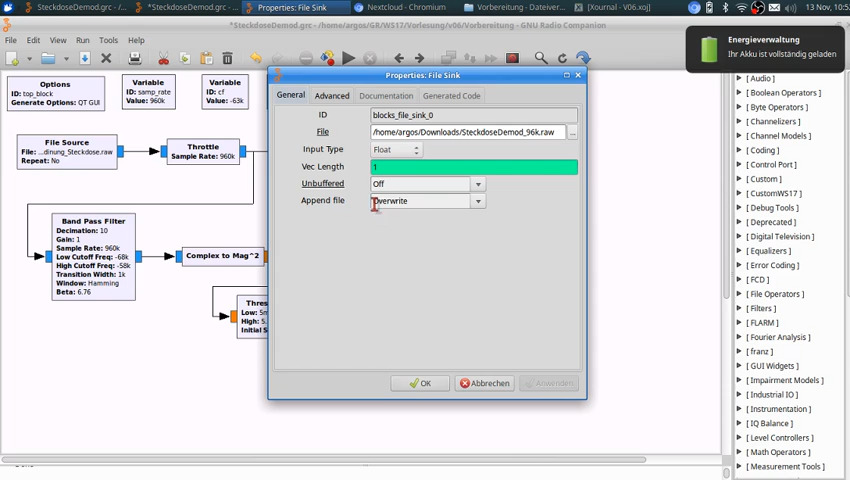 SteckdoseDemod.grc - /
*SteckdoseDemod.grc - /
Properties: File Sink
Nextcloud - Chromium
Vorbereitung - Dateiver...
[Xournal - V06.xoj]
13 Nov, 10:5
*SteckdoseDemod.grc - /home/argos/GR/WS17/Vorlesung/v06/Vorbereitung - GNU Radio Companion
File
Edit
View
Run
Tools
Help
Energieverwaltung
Ihr Akku ist vollständig geladen
Options
ID: top_block
Generate Options: QT GUI
Variable
ID: samp_rate
Value: 960k
Variable
ID: cf
Value: -63k
File Source
File: ...dinung_Steckdose.raw
Repeat: No
Throttle
Sample Rate: 960k
Band Pass Filter
Decimation: 10
Gain: 1
Sample Rate: 960k
Low Cutoff Freq: -68k
High Cutoff Freq: -58k
Transition Width: 1k
Window: Hamming
Beta: 6.76
Complex to Mag^2
Thres
Low: 5m
High: 5.
Initial S
Properties: File Sink
General
Advanced
Documentation
Generated Code
ID
blocks_file_sink_0
File
/home/argos/Downloads/SteckdoseDemod_96k.raw
...
Input Type
Float
Vec Length
1
Unbuffered
Off
Append file
Overwrite
OK
Abbrechen
Anwenden
[ Audio ]
[ Boolean Operators ]
[ Byte Operators ]
[ Channelizers ]
[ Channel Models ]
[ Coding ]
[ Control Port ]
[ Custom ]
[ CustomWS17 ]
[ Debug Tools ]
[ Deprecated ]
[ Digital Television ]
[ Equalizers ]
[ Error Coding ]
[ FCD ]
[ File Operators ]
[ Filters ]
[ FLARM ]
[ Fourier Analysis ]
[ franz ]
[ GUI Widgets ]
[ Impairment Models ]
[ Industrial IO ]
[ Instrumentation ]
[ IQ Balance ]
[ Level Controllers ]
[ Math Operators ]
[ Measurement Tools ]